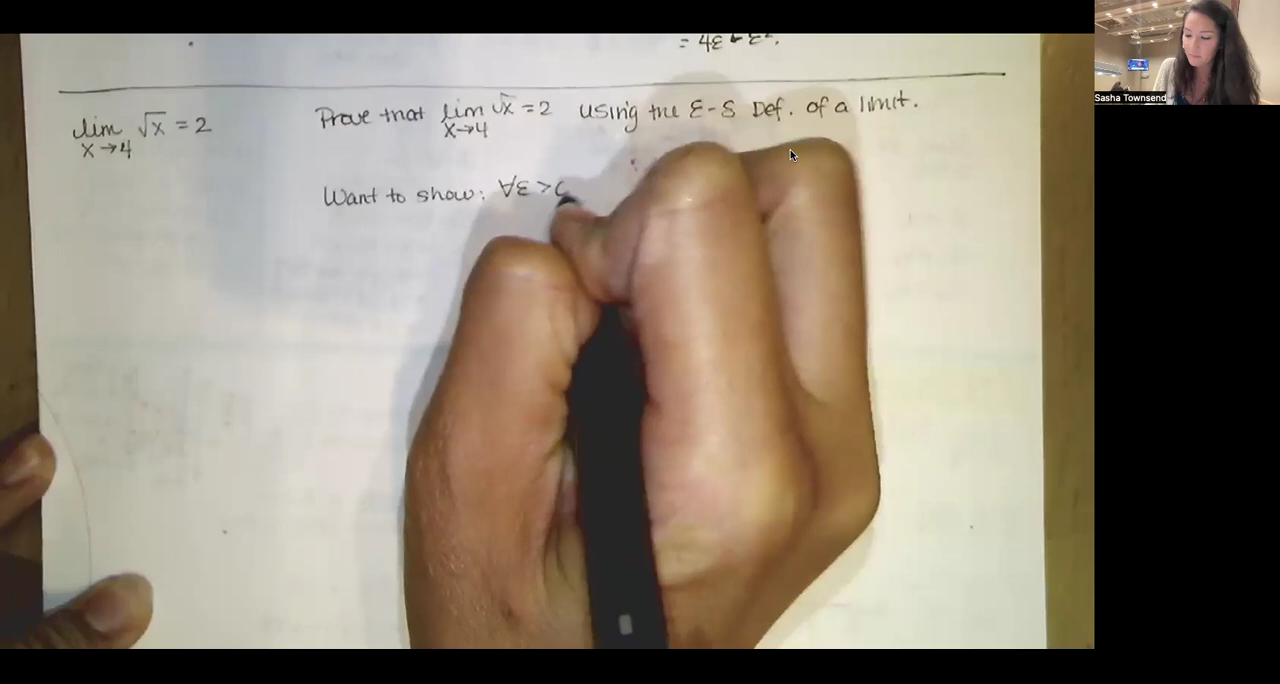 = 4ε - ε².
lim √x = 2
x→4
Prove that lim √x = 2 using the ε-δ Def. of a limit.
x→4
Want to show: ∀ε >
Sasha Townsend